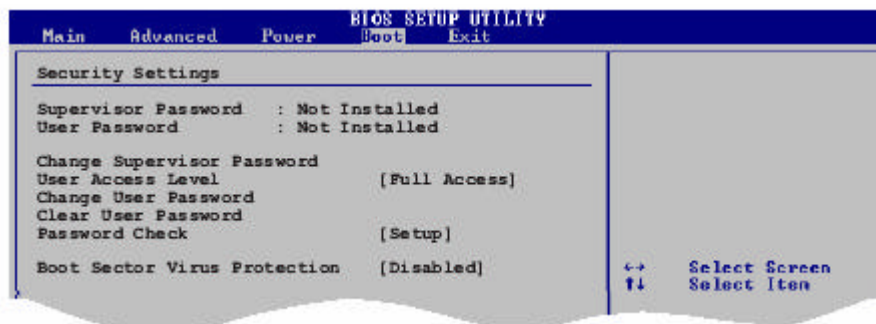 BIOS SETUP UTILITY
Main Advanced Power Boot Exit
Security Settings
Supervisor Password : Not Installed
User Password : Not Installed
Change Supervisor Password
User Access Level [Full Access]
Change User Password
Clear User Password
Password Check [Setup]
Boot Sector Virus Protection [Disabled]
↔ Select Screen
↑↓ Select Item